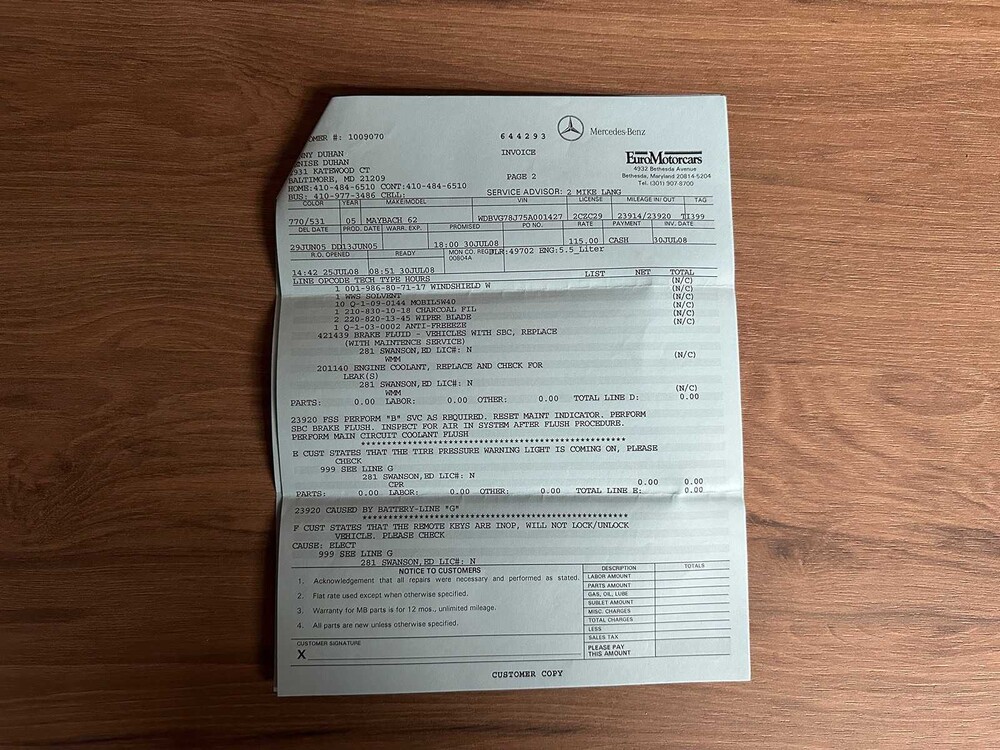 OMER #: 1009070
644293
Mercedes-Benz
NNY DUHAN
INVOICE
EuroMotorcars
ENISE DUHAN
4932 Bethesda Avenue
931 KATEWOOD CT
Bethesda, Maryland 20814-5204
BALTIMORE, MD 21209
PAGE 2
Tel. (301) 907-8700
HOME:410-484-6510 CONT:410-484-6510
BUS: 410-977-3486 CELL:
SERVICE ADVISOR: 2 MIKE LANG
COLOR YEAR MAKE/MODEL VIN LICENSE MILEAGE IN/ OUT TAG
770/531 05 MAYBACH 62 WDBVG78J75A001427 2CZC29 23914/23920 T1399
DEL DATE PROD. DATE WARR. EXP. PROMISED PO NO. RATE PAYMENT INV. DATE
29JUN05 DD13JUN05 18:00 30JUL08 115.00 CASH 30JUL08
R.O. OPENED READY MON CO. REG DLR:49702 ENG:5.5_Liter
00804A
14:42 25JUL08 08:51 30JUL08
LINE OPCODE TECH TYPE HOURS LIST NET TOTAL
1 001-986-80-71-17 WINDSHIELD W (N/C)
1 WWS SOLVENT (N/C)
10 Q-1-09-0144 MOBIL5W40 (N/C)
1 210-830-10-18 CHARCOAL FIL (N/C)
2 220-820-13-45 WIPER BLADE (N/C)
1 Q-1-03-0002 ANTI-FREEZE (N/C)
421439 BRAKE FLUID - VEHICLES WITH SBC, REPLACE
(WITH MAINTENCE SERVICE)
281 SWANSON,ED LIC#: N
WMM (N/C)
201140 ENGINE COOLANT, REPLACE AND CHECK FOR
LEAK(S)
281 SWANSON,ED LIC#: N
WMM (N/C)
PARTS: 0.00 LABOR: 0.00 OTHER: 0.00 TOTAL LINE D: 0.00
23920 FSS PERFORM "B" SVC AS REQUIRED. RESET MAINT INDICATOR. PERFORM
SBC BRAKE FLUSH. INSPECT FOR AIR IN SYSTEM AFTER FLUSH PROCEDURE.
PERFORM MAIN CIRCUIT COOLANT FLUSH
E CUST STATES THAT THE TIRE PRESSURE WARNING LIGHT IS COMING ON, PLEASE
CHECK
999 SEE LINE G
281 SWANSON,ED LIC#: N
CPR 0.00 0.00
PARTS: 0.00 LABOR: 0.00 OTHER: 0.00 TOTAL LINE E: 0.00
23920 CAUSED BY BATTERY-LINE "G"
F CUST STATES THAT THE REMOTE KEYS ARE INOP, WILL NOT LOCK/UNLOCK
VEHICLE. PLEASE CHECK
CAUSE: ELECT
999 SEE LINE G
281 SWANSON,ED LIC#: N
NOTICE TO CUSTOMERS
1. Acknowledgement that all repairs were necessary and performed as stated.
2. Flat rate used except when otherwise specified.
3. Warranty for MB parts is for 12 mos., unlimited mileage.
4. All parts are new unless otherwise specified.
CUSTOMER SIGNATURE
X
DESCRIPTION TOTALS
LABOR AMOUNT
PARTS AMOUNT
GAS, OIL, LUBE
SUBLET AMOUNT
MISC. CHARGES
TOTAL CHARGES
LESS
SALES TAX
PLEASE PAY
THIS AMOUNT
CUSTOMER COPY